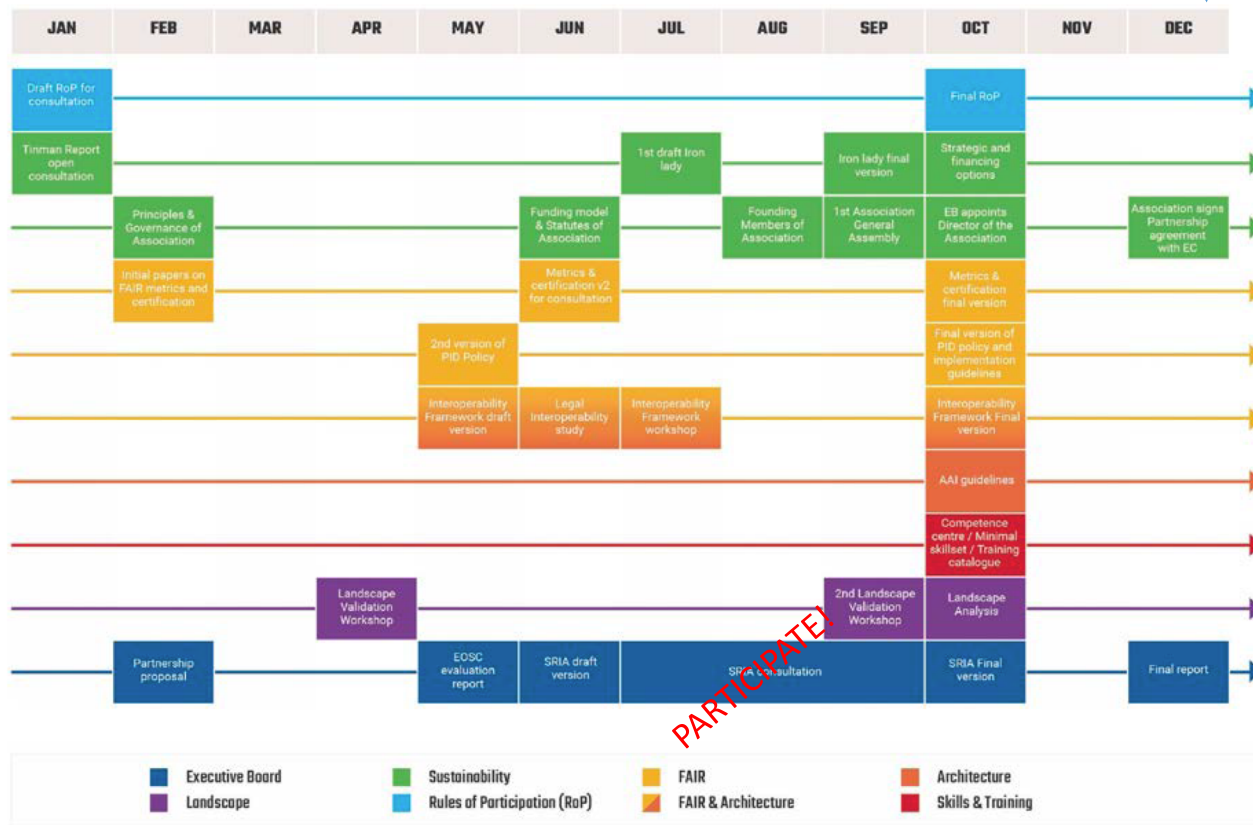 JAN FEB MAR APR MAY JUN JUL AUG SEP OCT NOV DEC
Draft RoP for
consultation
Final RoP
Tinman Report
open
consultation
1st draft Iron
lady
Iron lady final
version
Strategic and
financing
options
Principles &
Governance of
Association
Funding model
& Statutes of
Association
Founding
Members of
Association
1st Association
General
Assembly
EB appoints
Director of the
Association
Association signs
Partnership
agreement
with EC
Initial papers on
FAIR metrics and
certification
Metrics &
certification v2
for consultation
Metrics &
certification
final version
2nd version of
PID Policy
Final version of
PID policy and
implementation
guidelines
Interoperability
Framework draft
version
Legal
Interoperability
study
Interoperability
Framework
workshop
Interoperability
Framework Final
version
AAI guidelines
Competence
centre / Minimal
skillset / Training
catalogue
Landscape
Validation
Workshop
2nd Landscape
Validation
Workshop
Landscape
Analysis
Partnership
proposal
EOSC
evaluation
report
SRIA draft
version
SRIA consultation
PARTICIPATE!
SRIA Final
version
Final report
Executive Board
Sustainability
FAIR
Architecture
Landscape
Rules of Participation (RoP)
FAIR & Architecture
Skills & Training